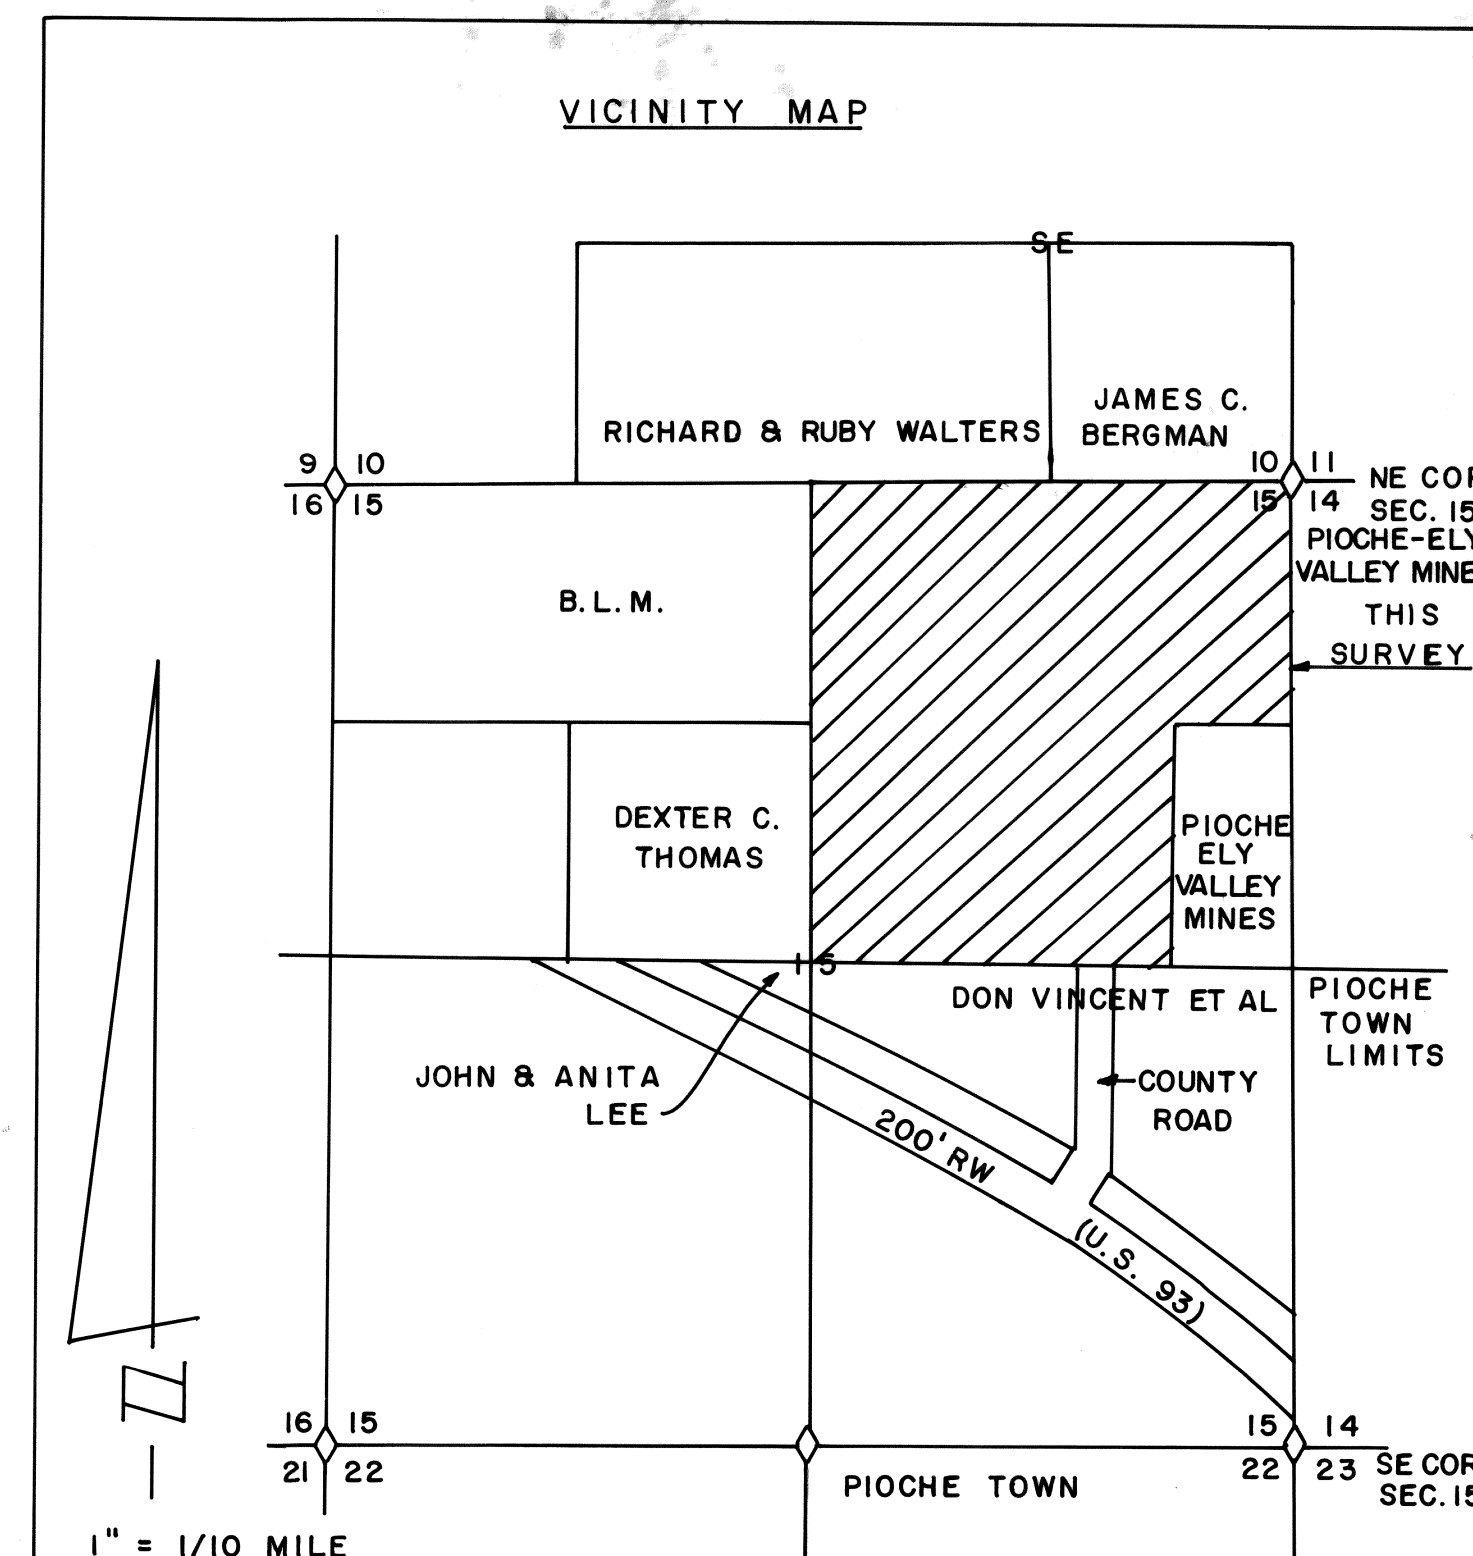 VICINITY MAP
SE
JAMES C.
BERGMAN
RICHARD & RUBY WALTERS
9 10
16 15
10 11
15 14
NE COR
SEC. 15
PIOCHE-ELY
VALLEY MINE
THIS
SURVEY
B.L.M.
DEXTER C.
THOMAS
PIOCHE
ELY
VALLEY
MINES
15
DON VINCENT ET AL
PIOCHE
TOWN
LIMITS
JOHN & ANITA
LEE
COUNTY
ROAD
200' RW
(U.S. 93)
N
16 15
21 22
15 14
22 23
SE COR
SEC. 15
PIOCHE TOWN
1" = 1/10 MILE